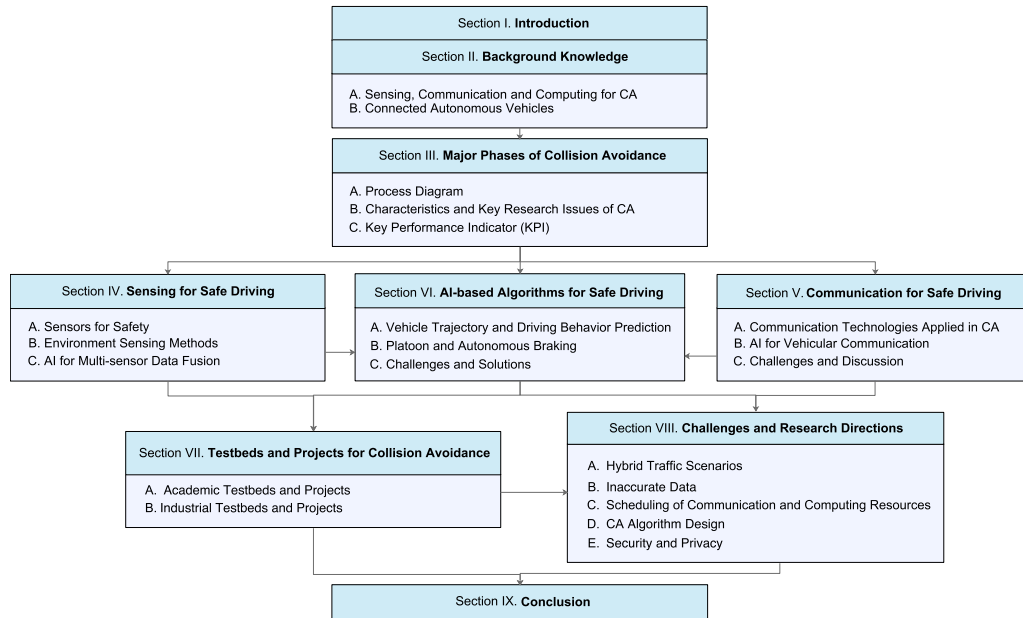 Section I. Introduction
Section II. Background Knowledge
A. Sensing, Communication and Computing for CA
B. Connected Autonomous Vehicles
Section III. Major Phases of Collision Avoidance
A. Process Diagram
B. Characteristics and Key Research Issues of CA
C. Key Performance Indicator (KPI)
Section IV. Sensing for Safe Driving
A. Sensors for Safety
B. Environment Sensing Methods
C. AI for Multi-sensor Data Fusion
Section VI. AI-based Algorithms for Safe Driving
A. Vehicle Trajectory and Driving Behavior Prediction
B. Platoon and Autonomous Braking
C. Challenges and Solutions
Section V. Communication for Safe Driving
A. Communication Technologies Applied in CA
B. AI for Vehicular Communication
C. Challenges and Discussion
Section VII. Testbeds and Projects for Collision Avoidance
A. Academic Testbeds and Projects
B. Industrial Testbeds and Projects
Section VIII. Challenges and Research Directions
A. Hybrid Traffic Scenarios
B. Inaccurate Data
C. Scheduling of Communication and Computing Resources
D. CA Algorithm Design
E. Security and Privacy
Section IX. Conclusion